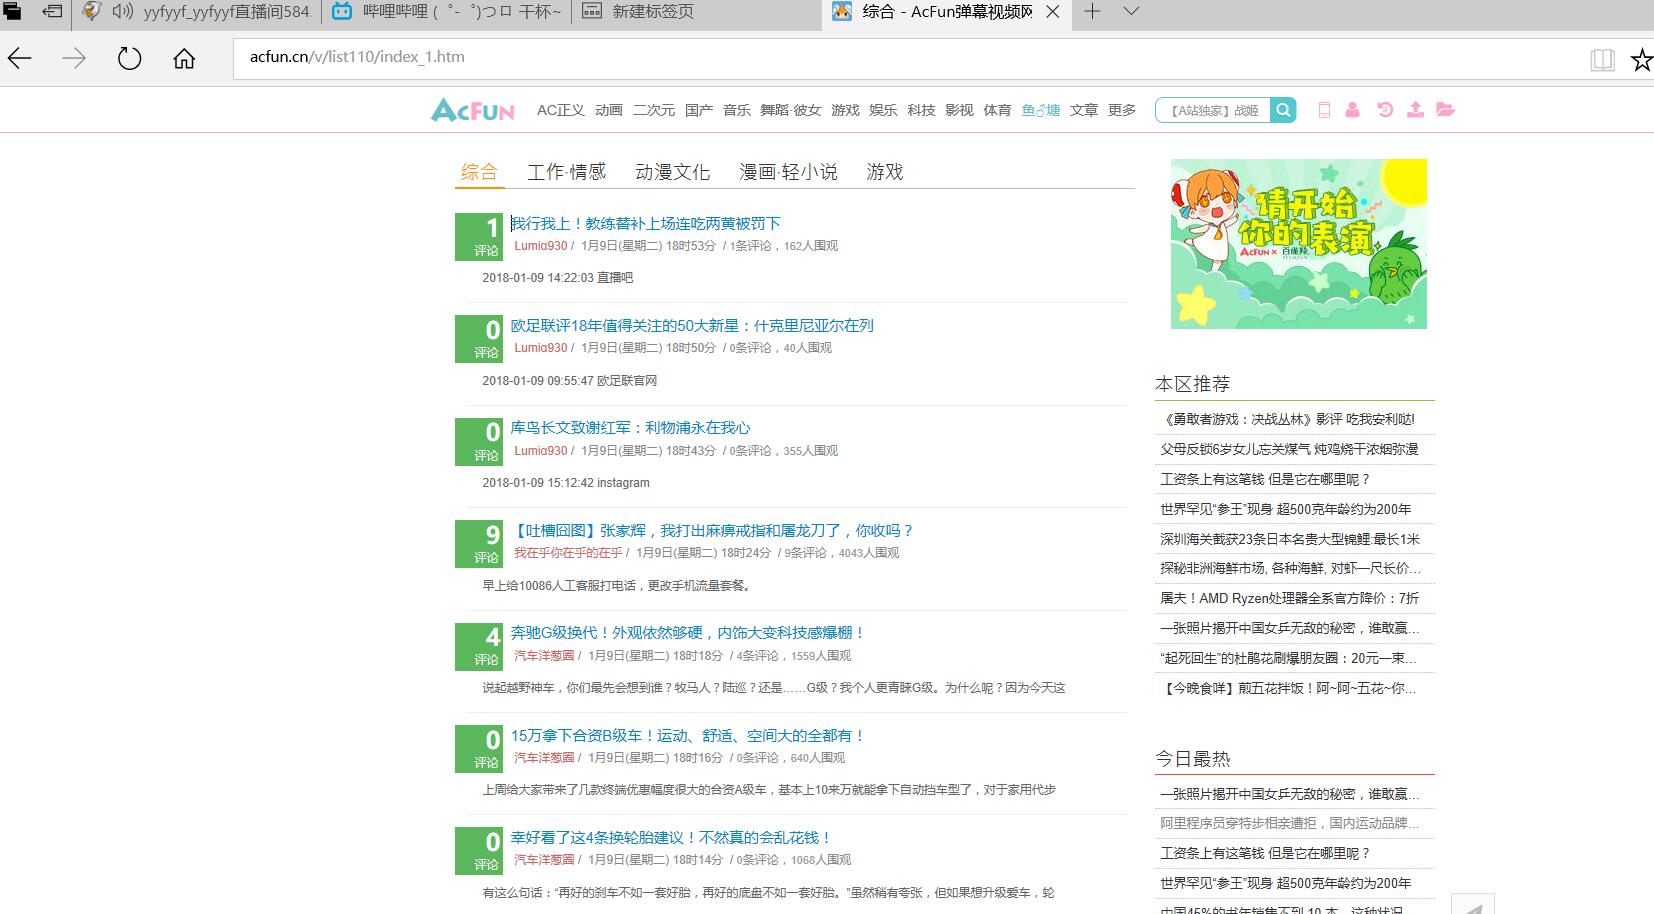 yyfyyf_yyfyyf直播间584
哔哩哔哩 ( ゜- ゜)つロ 干杯~
新建标签页
综合 - AcFun弹幕视频网
acfun.cn/v/list110/index_1.htm
AcFun AC正义 动画 二次元 国产 音乐 舞蹈·彼女 游戏 娱乐 科技 影视 体育 鱼♂塘 文章 更多 【A站独家】战姬
综合 工作·情感 动漫文化 漫画·轻小说 游戏
1 我行我上！教练替补上场连吃两黄被罚下
评论 Lumia930 / 1月9日(星期二) 18时53分 / 1条评论，162人围观
2018-01-09 14:22:03 直播吧
0 欧足联评18年值得关注的50大新星：什克里尼亚尔在列
评论 Lumia930 / 1月9日(星期二) 18时50分 / 0条评论，40人围观
2018-01-09 09:55:47 欧足联官网
0 库鸟长文致谢红军：利物浦永在我心
评论 Lumia930 / 1月9日(星期二) 18时43分 / 0条评论，355人围观
2018-01-09 15:12:42 instagram
9 【吐槽囧图】张家辉，我打出麻痹戒指和屠龙刀了，你收吗？
评论 我在乎你在乎的在乎 / 1月9日(星期二) 18时24分 / 9条评论，4043人围观
早上给10086人工客服打电话，更改手机流量套餐。
4 奔驰G级换代！外观依然够硬，内饰大变科技感爆棚！
评论 汽车洋葱圈 / 1月9日(星期二) 18时18分 / 4条评论，1559人围观
说起越野神车，你们最先会想到谁？牧马人？陆巡？还是……G级？我个人更青睐G级。为什么呢？因为今天这
0 15万拿下合资B级车！运动、舒适、空间大的全都有！
评论 汽车洋葱圈 / 1月9日(星期二) 18时16分 / 0条评论，640人围观
上周给大家带来了几款终端优惠幅度很大的合资A级车，基本上10来万就能拿下自动挡车型了，对于家用代步
0 幸好看了这4条换轮胎建议！不然真的会乱花钱！
评论 汽车洋葱圈 / 1月9日(星期二) 18时14分 / 0条评论，1068人围观
有这么句话：“再好的刹车不如一套好胎，再好的底盘不如一套好胎。”虽然稍有夸张，但如果想升级爱车，轮
请开始
你的表演
AcFun × 百雀羚
本区推荐
《勇敢者游戏：决战丛林》影评 吃我安利哒!
父母反锁6岁女儿忘关煤气 炖鸡烧干浓烟弥漫
工资条上有这笔钱 但是它在哪里呢？
世界罕见“参王”现身 超500克年龄约为200年
深圳海关截获23条日本名贵大型锦鲤:最长1米
探秘非洲海鲜市场, 各种海鲜, 对虾一尺长价...
屠夫！AMD Ryzen处理器全系官方降价：7折
一张照片揭开中国女乒无敌的秘密，谁敢赢...
“起死回生”的杜鹃花刷爆朋友圈：20元一束...
【今晚食咩】煎五花拌饭！阿~阿~五花~你...
今日最热
一张照片揭开中国女乒无敌的秘密，谁敢赢...
阿里程序员穿特步相亲遭拒，国内运动品牌...
工资条上有这笔钱 但是它在哪里呢？
世界罕见“参王”现身 超500克年龄约为200年